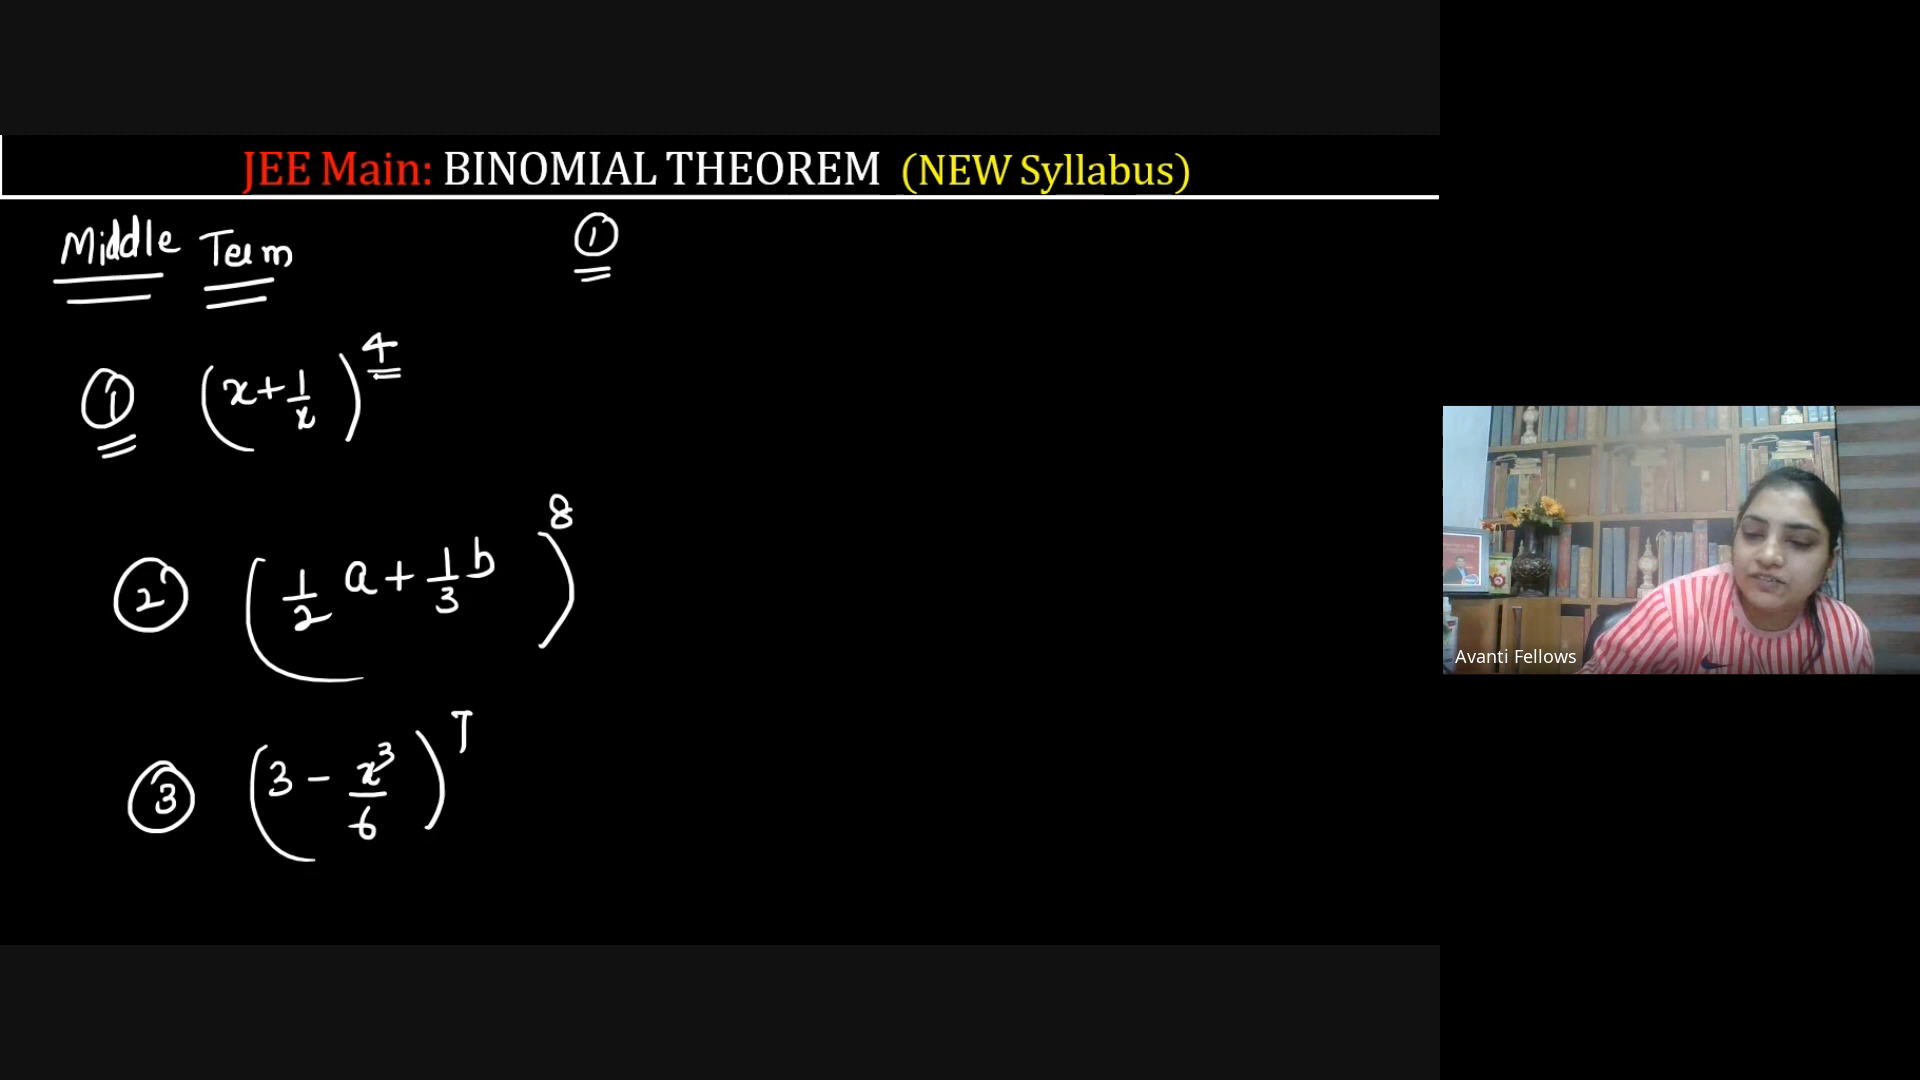 JEE Main: BINOMIAL THEOREM (NEW Syllabus)
Middle Term
① (x + 1/x)^4
② (1/2 a + 1/3 b)^8
③ (3 - x^3/6)^7
①
Avanti Fellows